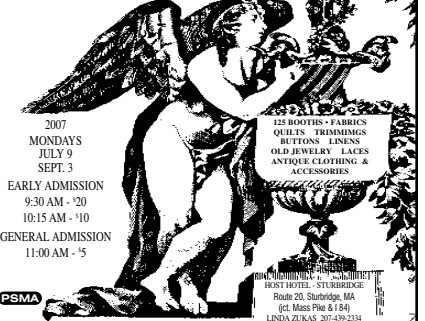 2007
MONDAYS
JULY 9
SEPT. 3
EARLY ADMISSION
9:30 AM - $20
10:15 AM - $10
GENERAL ADMISSION
11:00 AM - $5
PSMA
125 BOOTHS • FABRICS
QUILTS TRIMMIMGS
BUTTONS LINENS
OLD JEWELRY LACES
ANTIQUE CLOTHING &
ACCESSORIES
HOST HOTEL - STURBRIDGE
Route 20, Sturbridge, MA
(jct. Mass Pike & I 84)
LINDA ZUKAS 207-439-2334